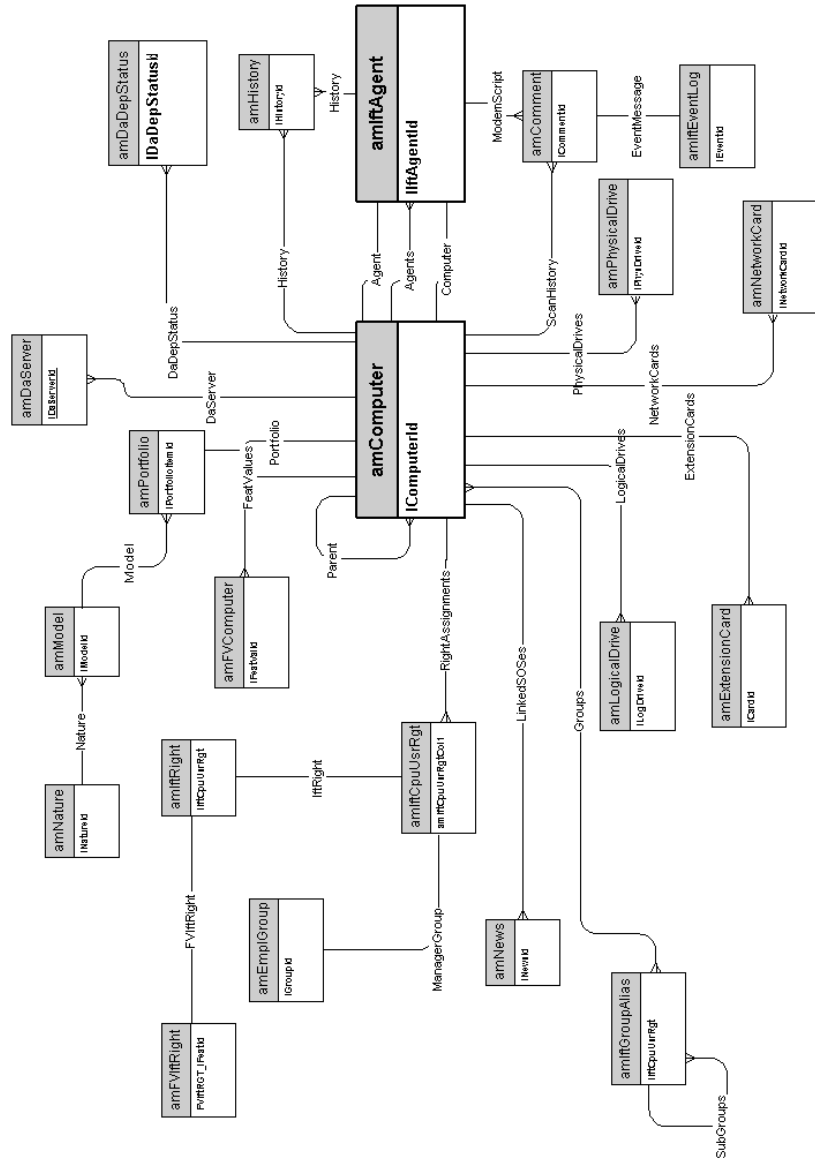 SubGroups
amIftGroupAlias
lIftCpuUsrRgt
amFVIftRight
FVIftRGT_lFeatId
FVIftRight
amIftRight
lIftCpuUsrRgt
amNature
lNatureId
Nature
amModel
lModelId
Model
amDaServer
lDaServerId
amEmplGroup
lGroupId
IftRight
amPortfolio
lPortfolioItemId
amDaDepStatus
lDaDepStatusId
ManagerGroup
amIftCpuUsrRgt
amIftCpuUsrRgtCol1
amFVComputer
lFeatValId
DaServer
DaDepStatus
FeatValues
Portfolio
amHistory
lHistoryId
RightAssignments
Parent
History
History
amNews
lNewsId
LinkedSOSes
amComputer
lComputerId
Agent
Agents
Computer
amIftAgent
lIftAgentId
Groups
ScanHistory
ModemScript
amComment
lCommentId
LogicalDrives
PhysicalDrives
EventMessage
amLogicalDrive
lLogDriveId
amPhysicalDrive
lPhysDriveId
NetworkCards
amIftEventLog
lEventId
ExtensionCards
amExtensionCard
lCardId
amNetworkCard
lNetworkCardId